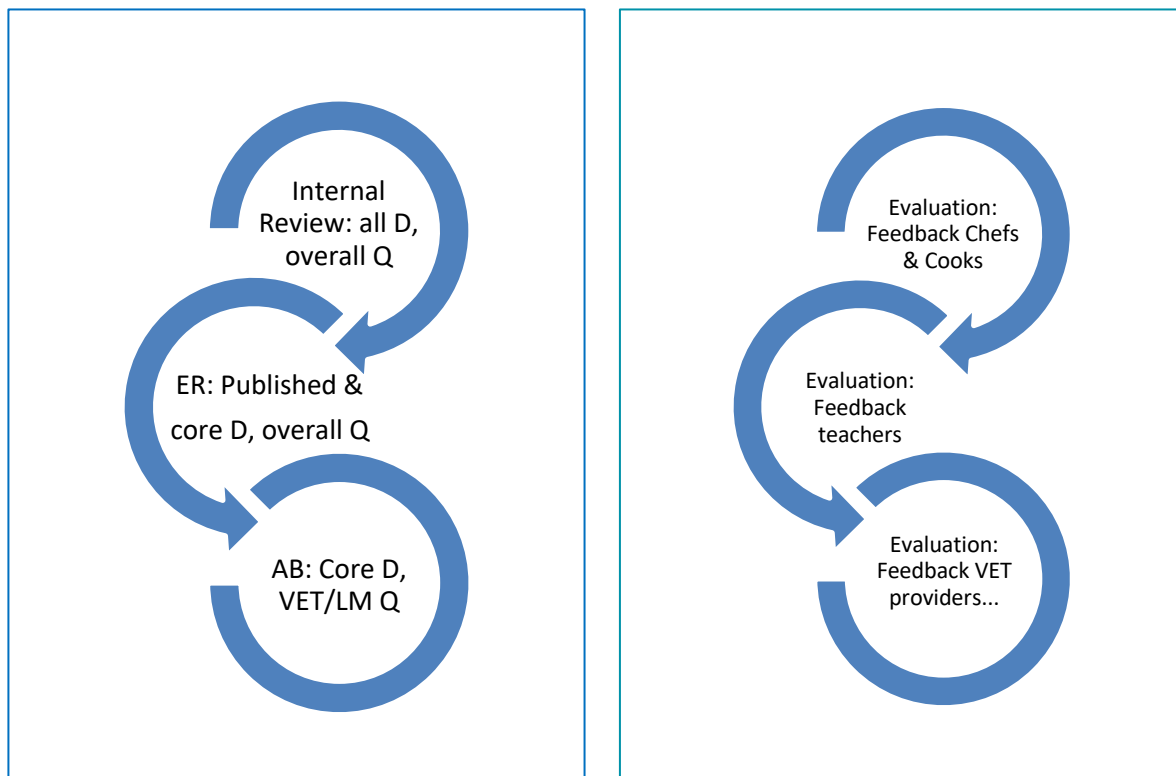 Internal
Review: all D,
overall Q
ER: Published &
core D, overall Q
AB: Core D,
VET/LM Q
Evaluation:
Feedback Chefs
& Cooks
Evaluation:
Feedback
teachers
Evaluation:
Feedback VET
providers...